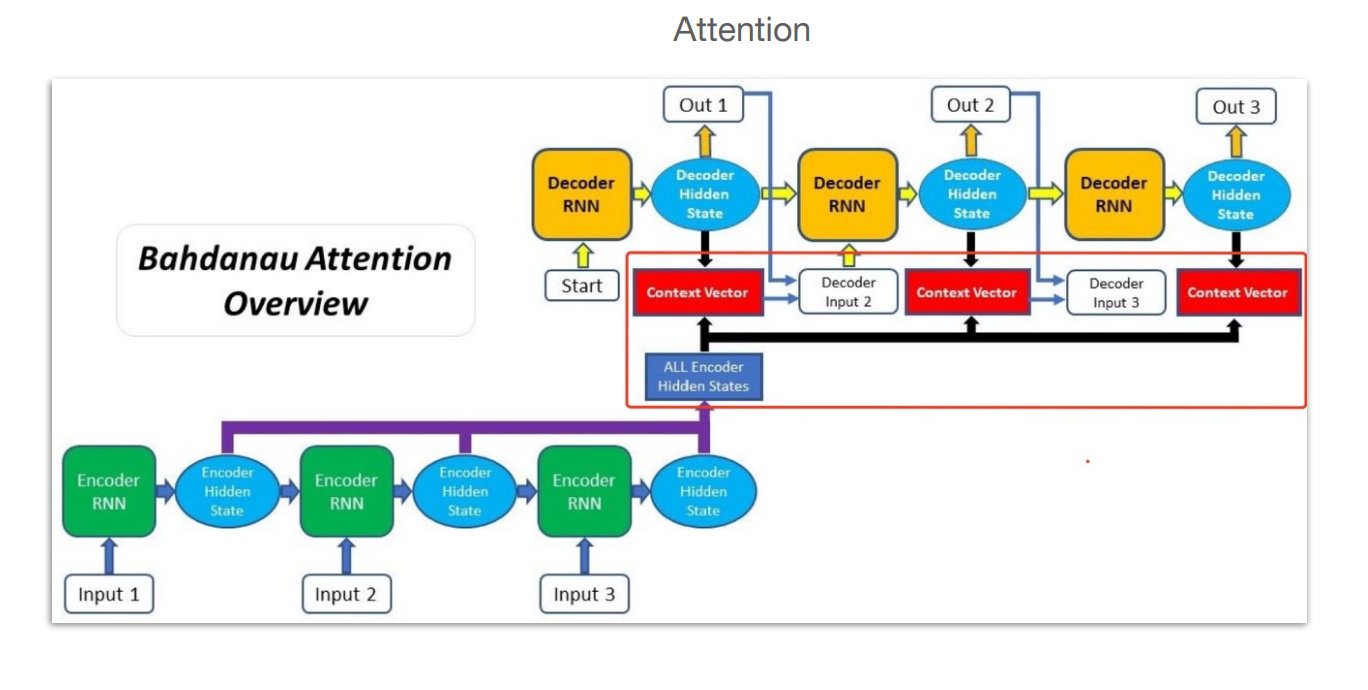 Attention
Out 1
Out 2
Out 3
Decoder
RNN
Decoder
Hidden
State
Decoder
RNN
Decoder
Hidden
State
Decoder
RNN
Decoder
Hidden
State
Bahdanau Attention
Overview
Start
Context Vector
Decoder
Input 2
Context Vector
Decoder
Input 3
Context Vector
ALL Encoder
Hidden States
Encoder
RNN
Encoder
Hidden
State
Encoder
RNN
Encoder
Hidden
State
Encoder
RNN
Encoder
Hidden
State
Input 1
Input 2
Input 3